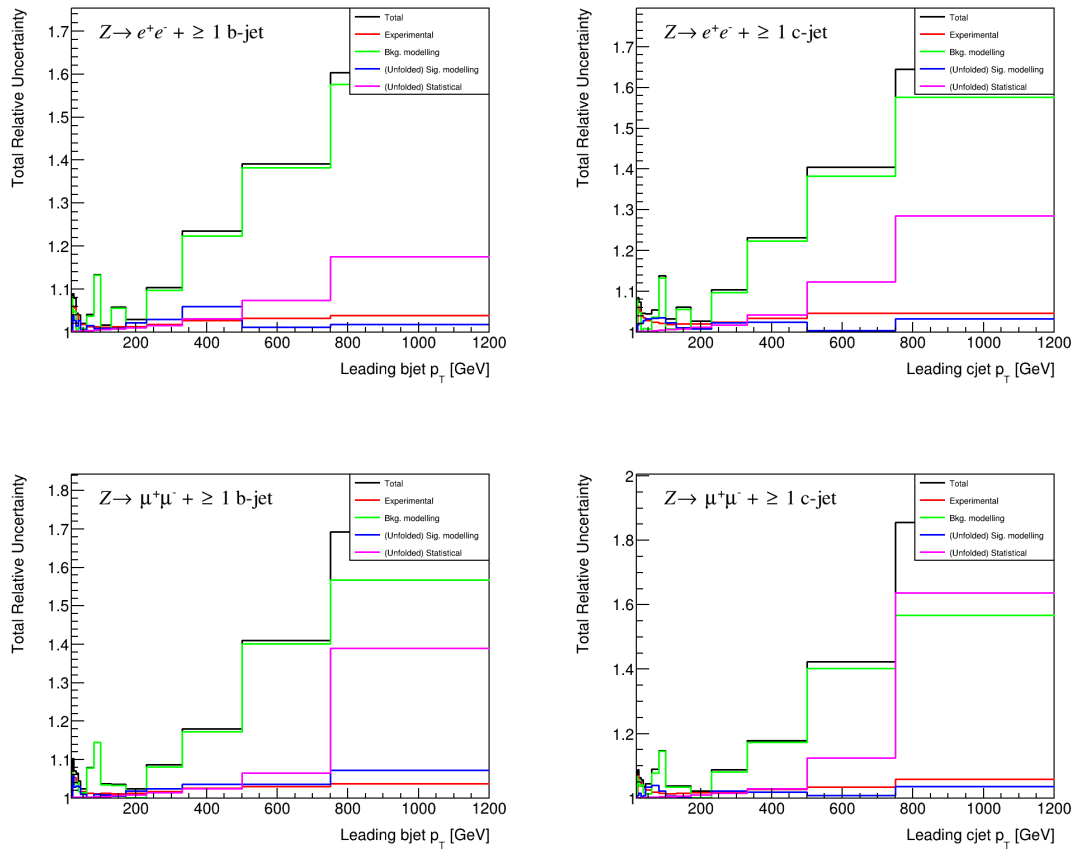 Z→ e⁺e⁻ + ≥ 1 b-jet
Total
Experimental
Bkg. modelling
(Unfolded) Sig. modelling
(Unfolded) Statistical
Total Relative Uncertainty
1.7
1.6
1.5
1.4
1.3
1.2
1.1
1
200 400 600 800 1000 1200
Leading bjet p_T [GeV]
Z→ e⁺e⁻ + ≥ 1 c-jet
Total
Experimental
Bkg. modelling
(Unfolded) Sig. modelling
(Unfolded) Statistical
Total Relative Uncertainty
1.7
1.6
1.5
1.4
1.3
1.2
1.1
1
200 400 600 800 1000 1200
Leading cjet p_T [GeV]
Z→ μ⁺μ⁻ + ≥ 1 b-jet
Total
Experimental
Bkg. modelling
(Unfolded) Sig. modelling
(Unfolded) Statistical
Total Relative Uncertainty
1.8
1.7
1.6
1.5
1.4
1.3
1.2
1.1
1
200 400 600 800 1000 1200
Leading bjet p_T [GeV]
Z→ μ⁺μ⁻ + ≥ 1 c-jet
Total
Experimental
Bkg. modelling
(Unfolded) Sig. modelling
(Unfolded) Statistical
Total Relative Uncertainty
2
1.8
1.6
1.4
1.2
1
200 400 600 800 1000 1200
Leading cjet p_T [GeV]